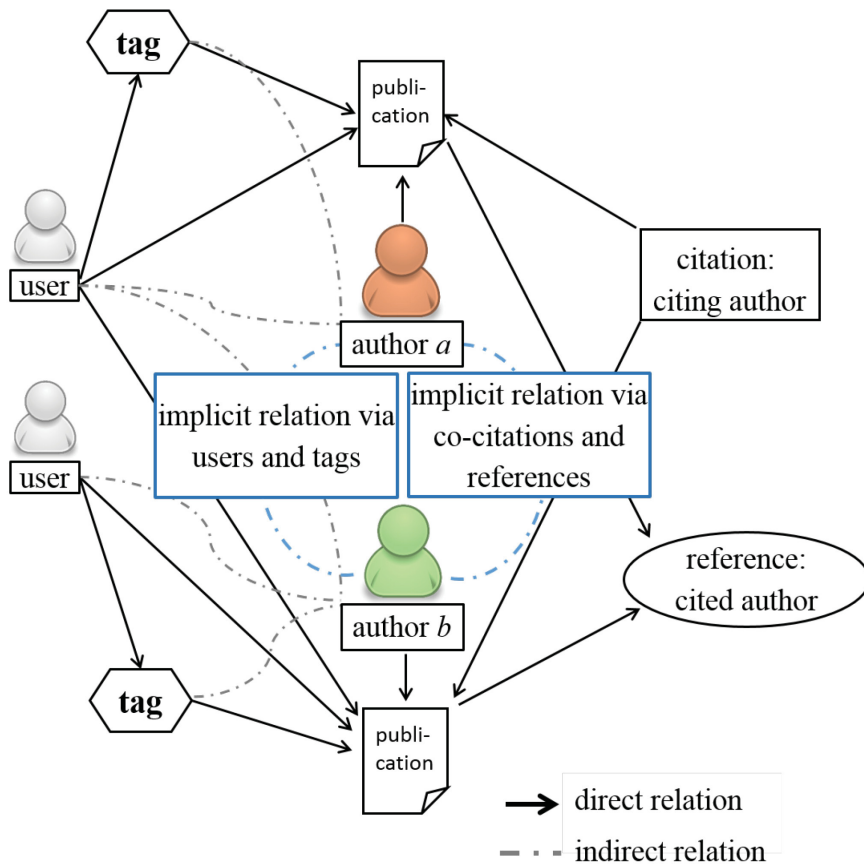 tag
publi-
cation
user
citation:
citing author
author a
implicit relation via
users and tags
implicit relation via
co-citations and
references
user
reference:
cited author
author b
tag
publi-
cation
direct relation
indirect relation